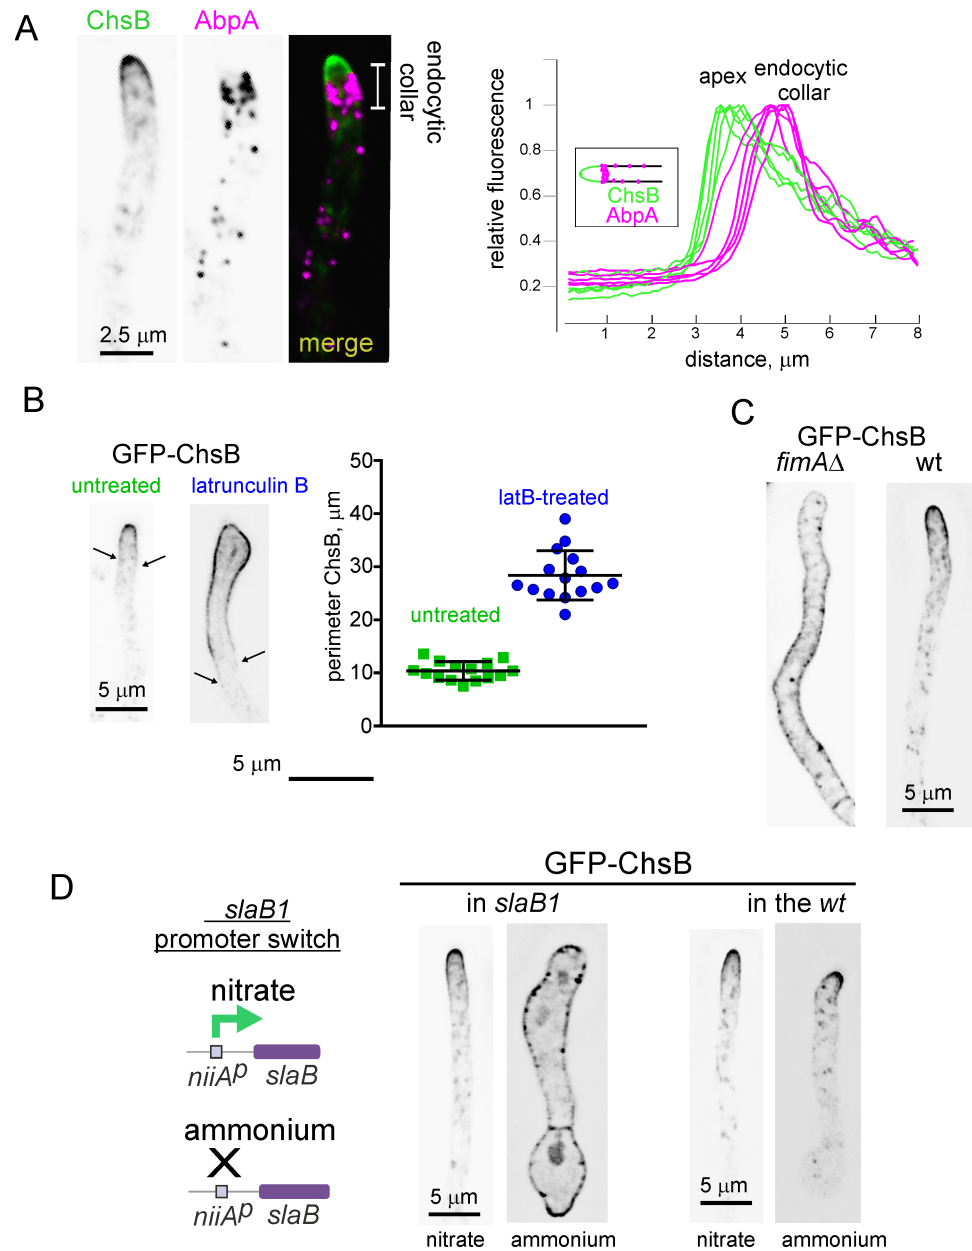 A
ChsB
AbpA
endocytic
collar
2.5 μm
merge
relative fluorescence
1
0.8
0.6
0.4
0.2
apex
endocytic
collar
ChsB
AbpA
1 2 3 4 5 6 7 8
distance, μm
B
GFP-ChsB
untreated
latrunculin B
5 μm
5 μm
perimeter ChsB, μm
50
40
30
20
10
0
latB-treated
untreated
C
GFP-ChsB
fimAΔ
wt
5 μm
D
slaB1
promoter switch
nitrate
niiAp slaB
ammonium
X
niiAp slaB
GFP-ChsB
in slaB1
in the wt
5 μm
5 μm
nitrate
ammonium
nitrate
ammonium